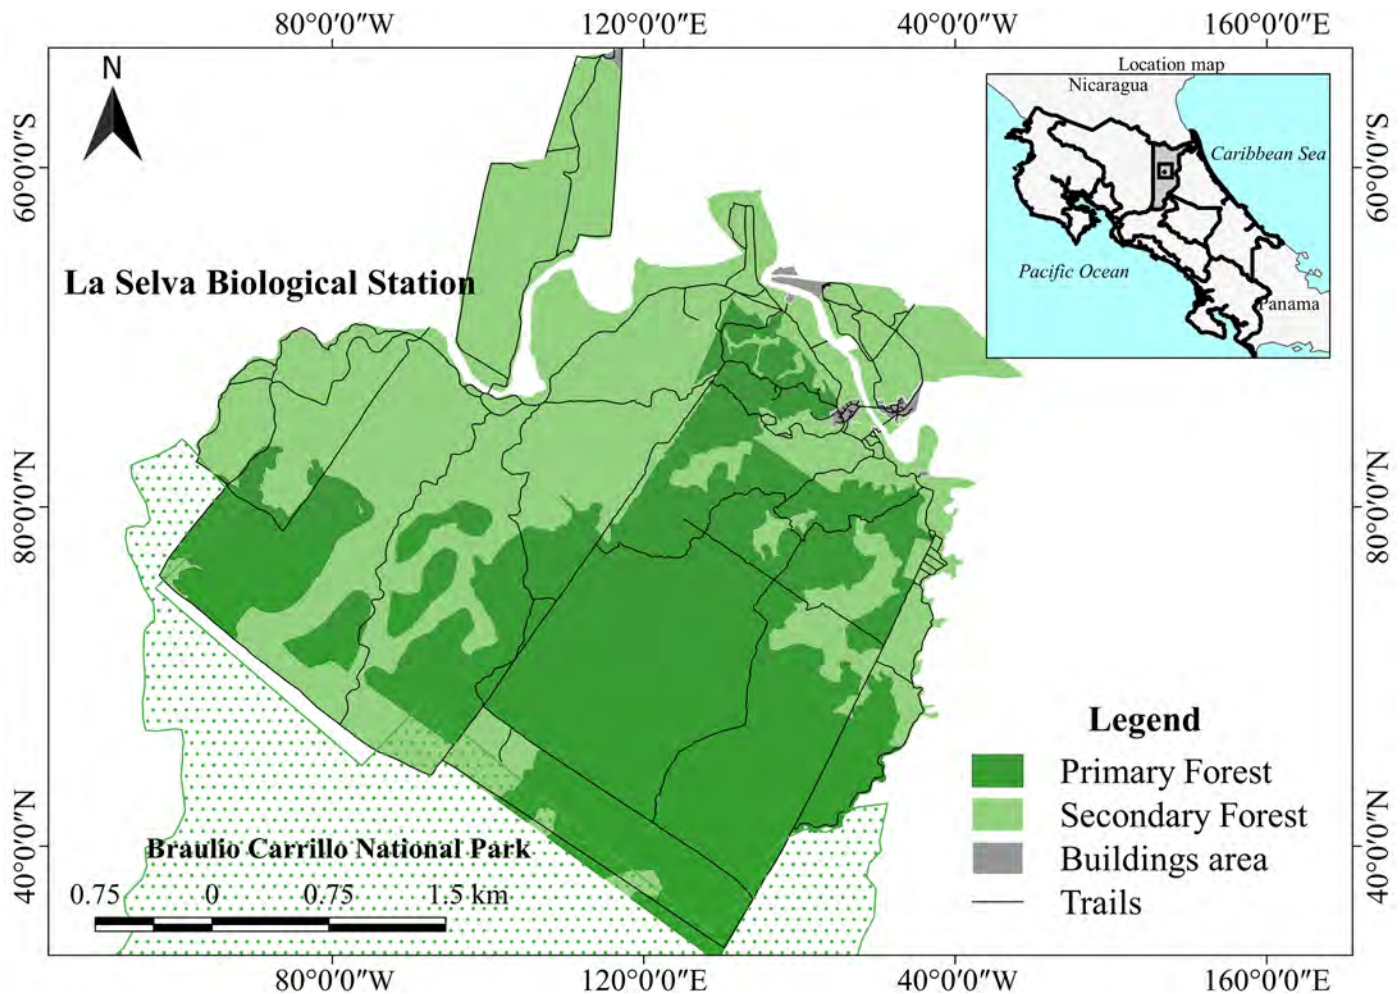 80°0'0"W 120°0'0"E 40°0'0"W 160°0'0"E
N
Location map
Nicaragua
Caribbean Sea
Pacific Ocean
Panama
60°0'0"S
60°0'0"S
La Selva Biological Station
80°0'0"N
80°0'0"N
Legend
Primary Forest
Secondary Forest
Buildings area
Trails
40°0'0"N
40°0'0"N
Braulio Carrillo National Park
0.75 0 0.75 1.5 km
80°0'0"W 120°0'0"E 40°0'0"W 160°0'0"E